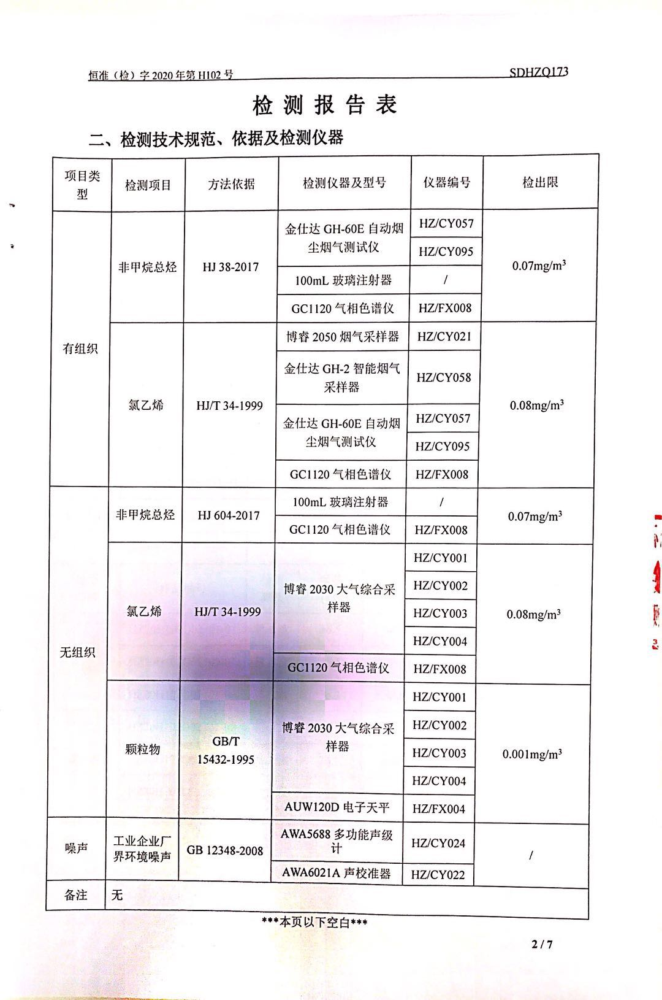 恒准（检）字 2020 年第 H102 号
SDHZQ173
检 测 报 告 表
二、检测技术规范、依据及检测仪器
项目类
型
检测项目
方法依据
检测仪器及型号
仪器编号
检出限
有组织
非甲烷总烃
HJ 38-2017
金仕达 GH-60E 自动烟
尘烟气测试仪
HZ/CY057
HZ/CY095
100mL 玻璃注射器
/
GC1120 气相色谱仪
HZ/FX008
0.07mg/m³
氯乙烯
HJ/T 34-1999
博睿 2050 烟气采样器
HZ/CY021
金仕达 GH-2 智能烟气
采样器
HZ/CY058
金仕达 GH-60E 自动烟
尘烟气测试仪
HZ/CY057
HZ/CY095
GC1120 气相色谱仪
HZ/FX008
0.08mg/m³
无组织
非甲烷总烃
HJ 604-2017
100mL 玻璃注射器
/
GC1120 气相色谱仪
HZ/FX008
0.07mg/m³
氯乙烯
HJ/T 34-1999
博睿 2030 大气综合采
样器
HZ/CY001
HZ/CY002
HZ/CY003
HZ/CY004
GC1120 气相色谱仪
HZ/FX008
0.08mg/m³
颗粒物
GB/T
15432-1995
博睿 2030 大气综合采
样器
HZ/CY001
HZ/CY002
HZ/CY003
HZ/CY004
AUW120D 电子天平
HZ/FX004
0.001mg/m³
噪声
工业企业厂
界环境噪声
GB 12348-2008
AWA5688 多功能声级
计
HZ/CY024
AWA6021A 声校准器
HZ/CY022
/
备注
无
***本页以下空白***
2 / 7